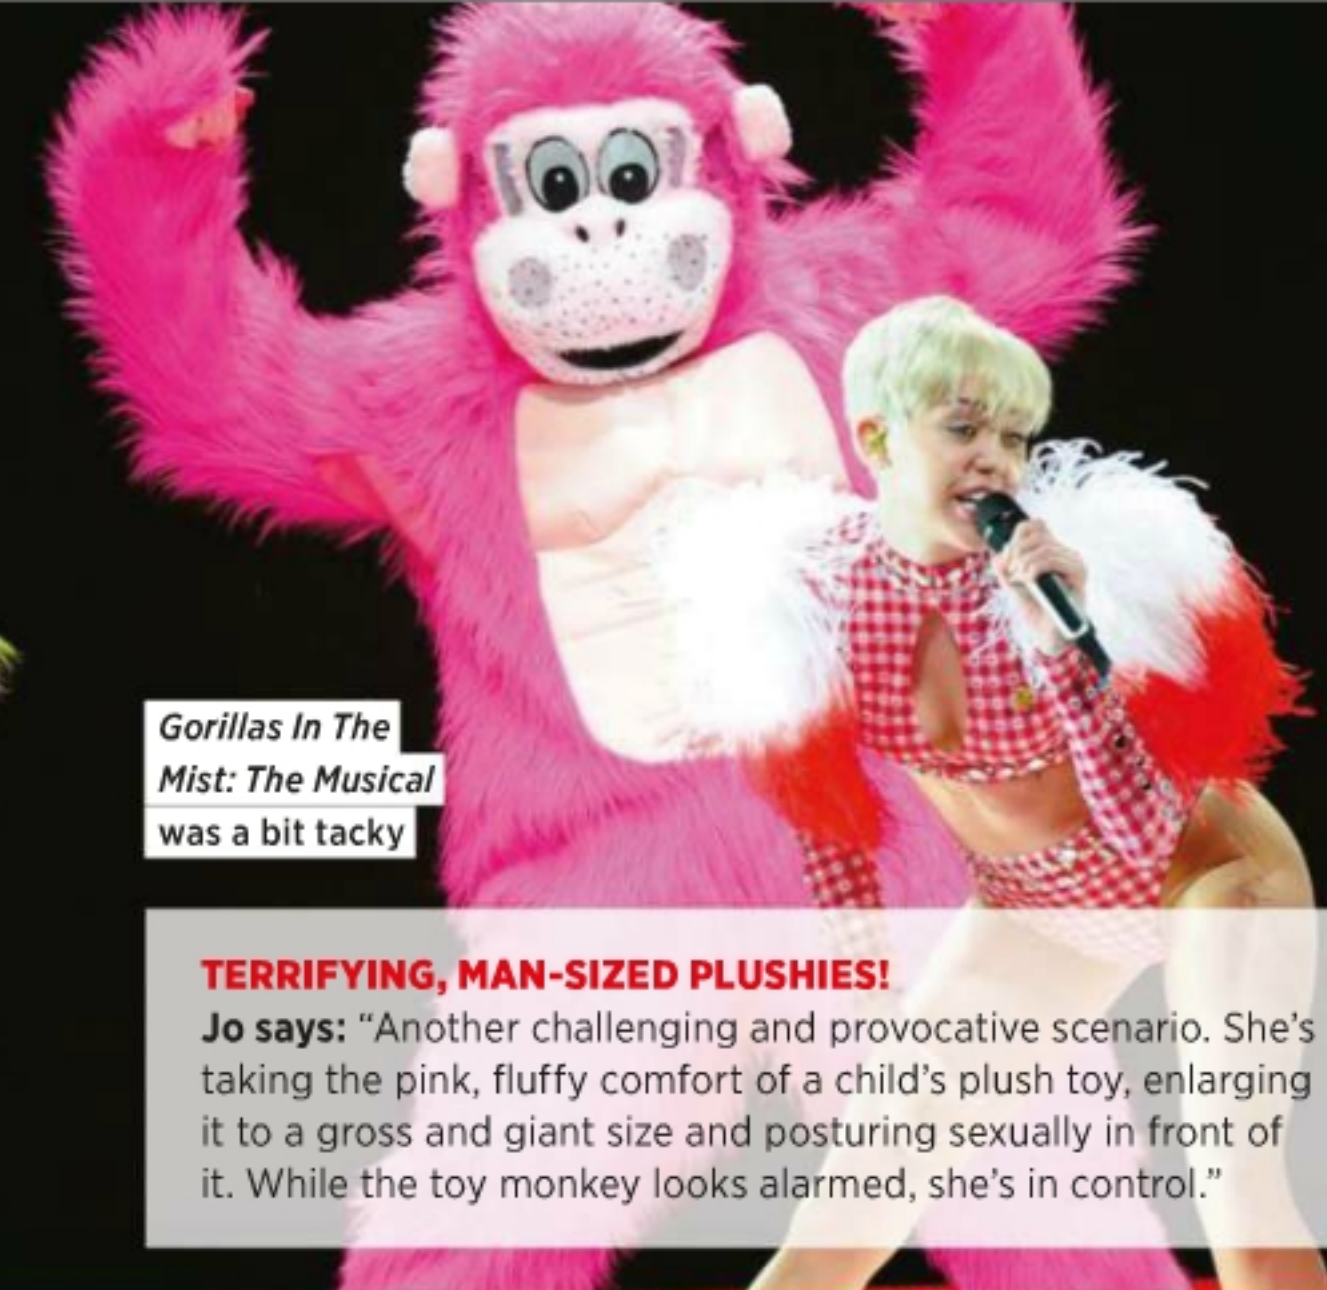 Gorillas In The
Mist: The Musical
was a bit tacky
TERRIFYING, MAN-SIZED PLUSHIES!
Jo says: “Another challenging and provocative scenario. She’s
taking the pink, fluffy comfort of a child’s plush toy, enlarging
it to a gross and giant size and posturing sexually in front of
it. While the toy monkey looks alarmed, she’s in control.”